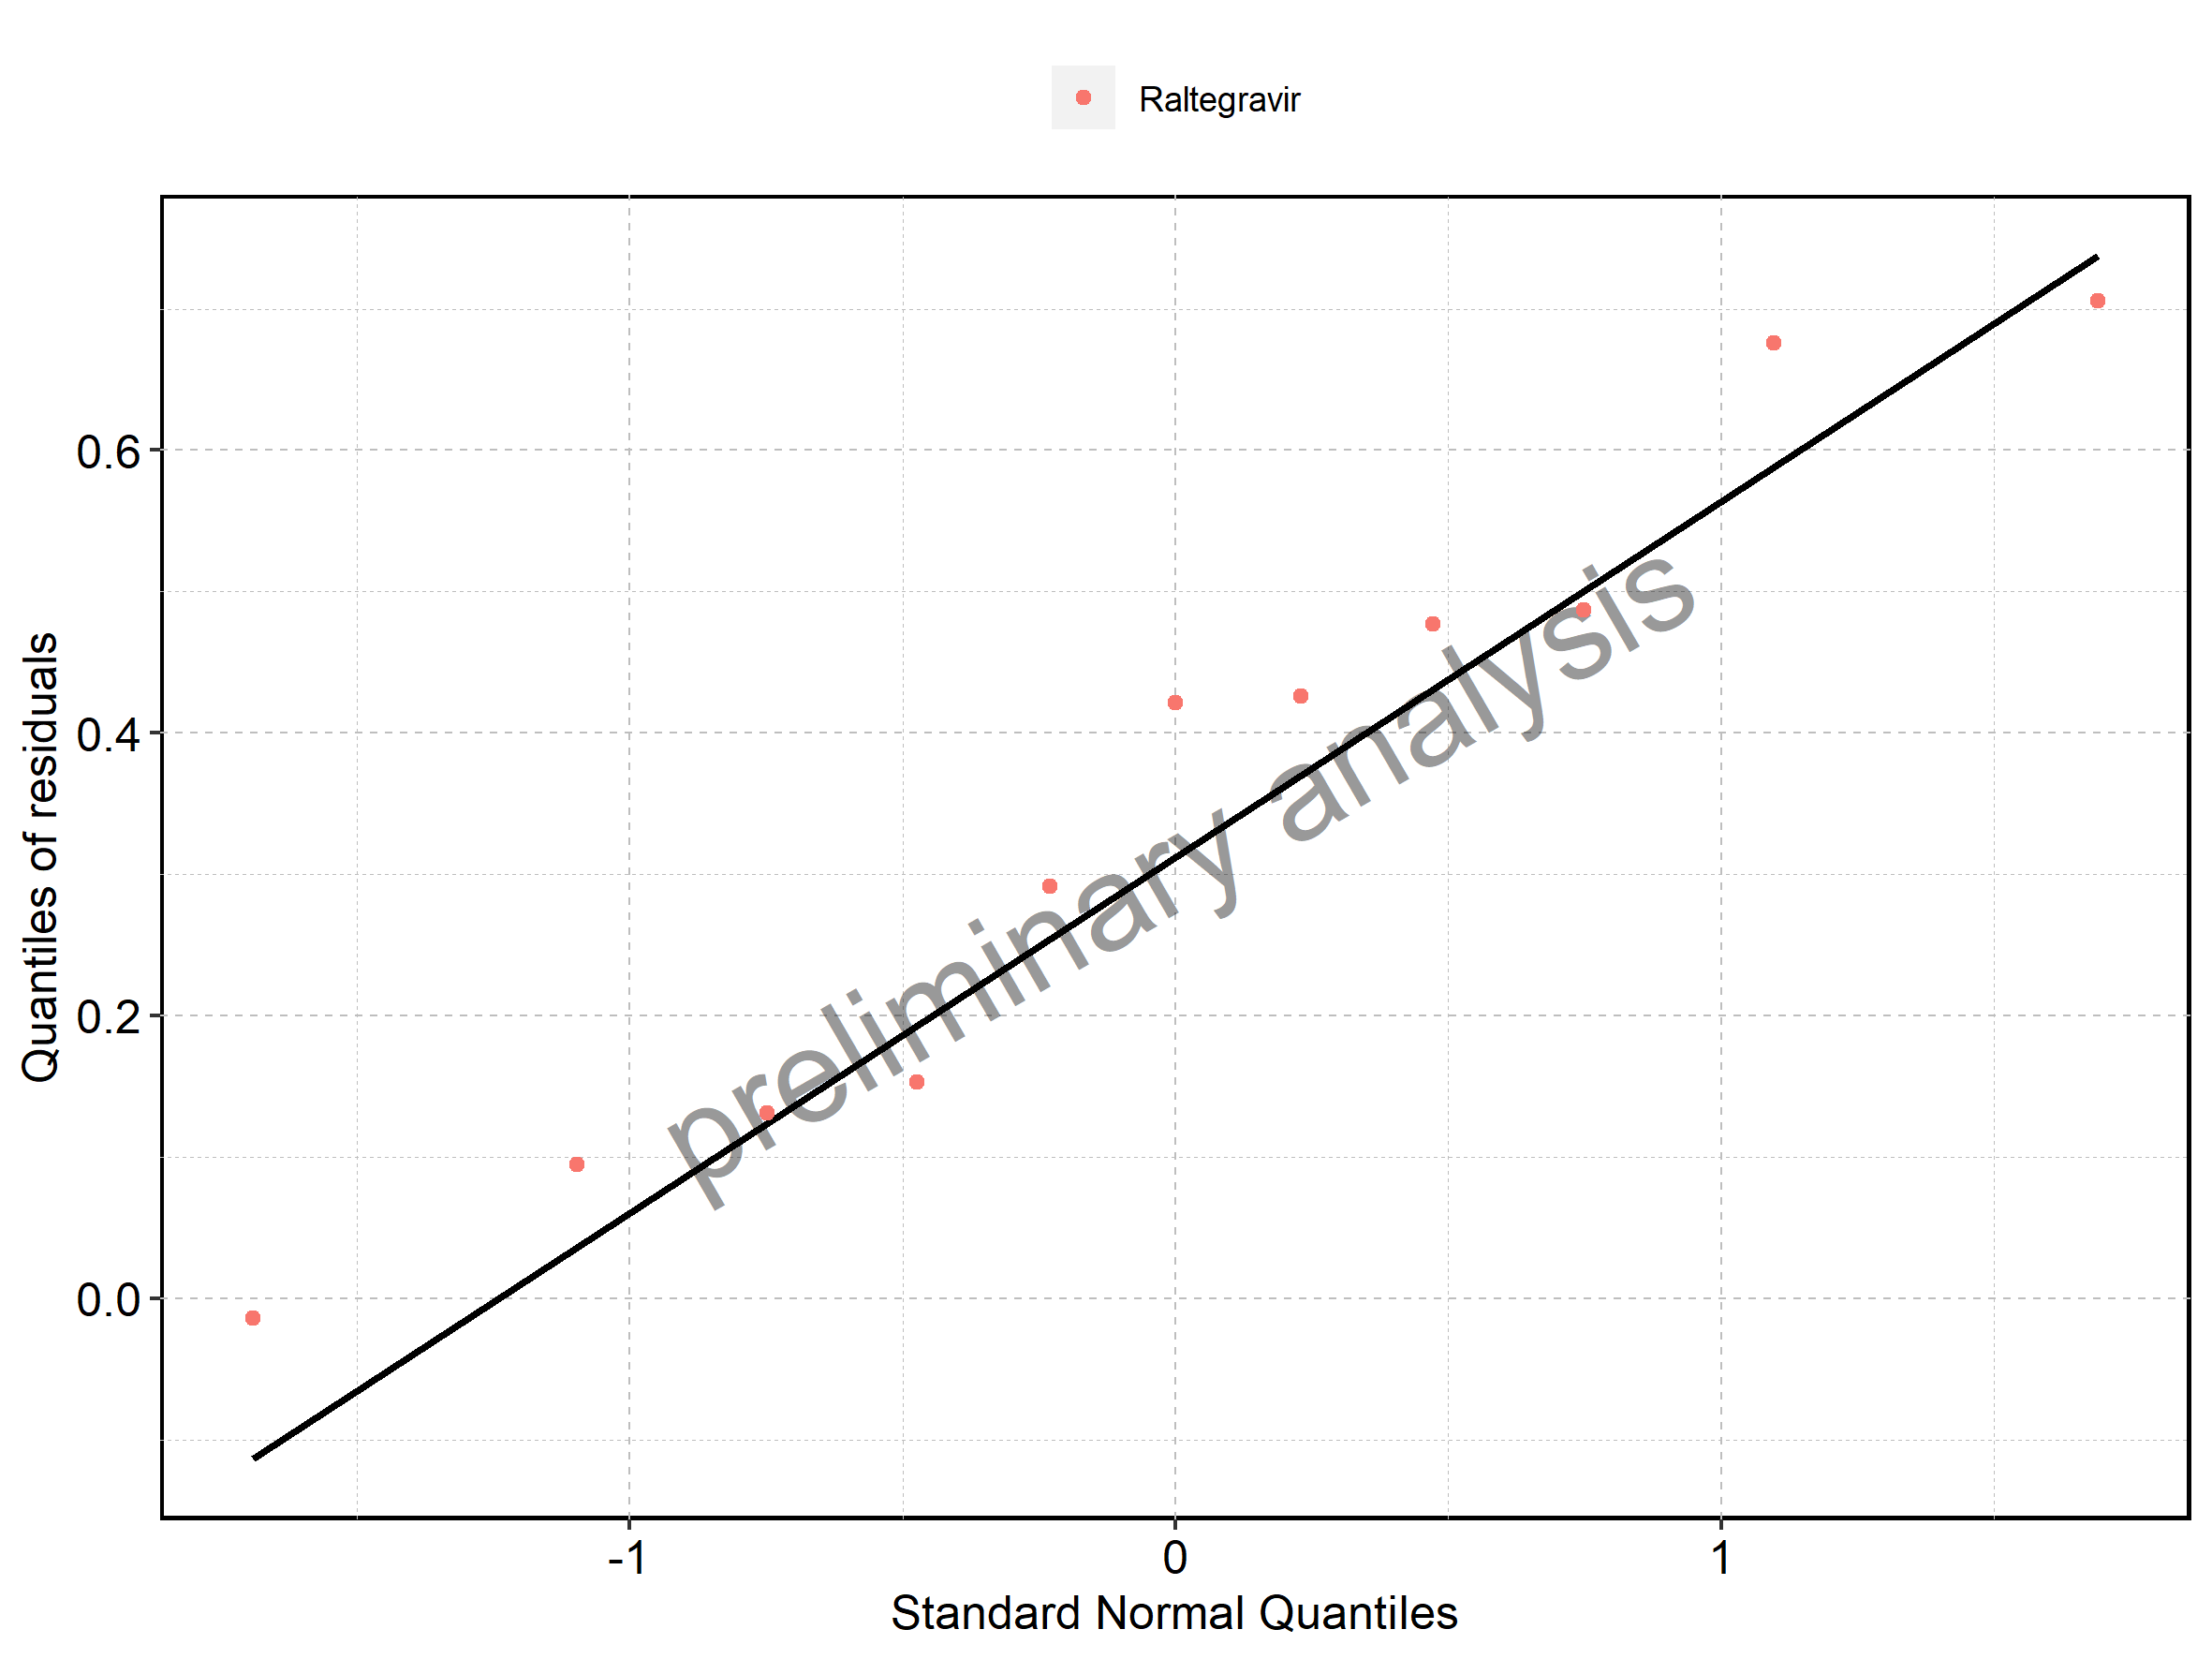 Raltegravir
0.6
0.4
0.2
0.0
Quantiles of residuals
preliminary analysis
-1 0 1
Standard Normal Quantiles